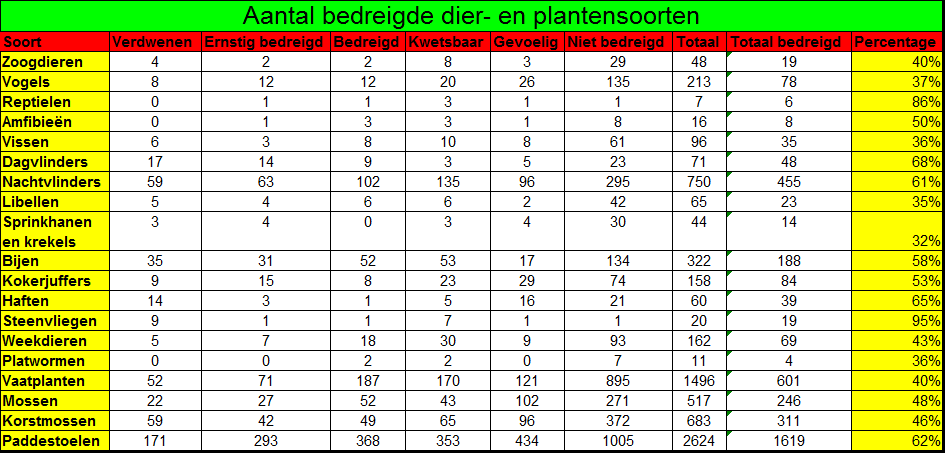 Aantal bedreigde dier- en plantensoorten
Soort Verdwenen Ernstig bedreigd Bedreigd Kwetsbaar Gevoelig Niet bedreigd Totaal Totaal bedreigd Percentage
Zoogdieren 4 2 2 8 3 29 48 19 40%
Vogels 8 12 12 20 26 135 213 78 37%
Reptielen 0 1 1 3 1 1 7 6 86%
Amfibieën 0 1 3 3 1 8 16 8 50%
Vissen 6 3 8 10 8 61 96 35 36%
Dagvlinders 17 14 9 3 5 23 71 48 68%
Nachtvlinders 59 63 102 135 96 295 750 455 61%
Libellen 5 4 6 6 2 42 65 23 35%
Sprinkhanen 3 4 0 3 4 30 44 14
en krekels 32%
Bijen 35 31 52 53 17 134 322 188 58%
Kokerjuffers 9 15 8 23 29 74 158 84 53%
Haften 14 3 1 5 16 21 60 39 65%
Steenvliegen 9 1 1 7 1 1 20 19 95%
Weekdieren 5 7 18 30 9 93 162 69 43%
Platwormen 0 0 2 2 0 7 11 4 36%
Vaatplanten 52 71 187 170 121 895 1496 601 40%
Mossen 22 27 52 43 102 271 517 246 48%
Korstmossen 59 42 49 65 96 372 683 311 46%
Paddestoelen 171 293 368 353 434 1005 2624 1619 62%